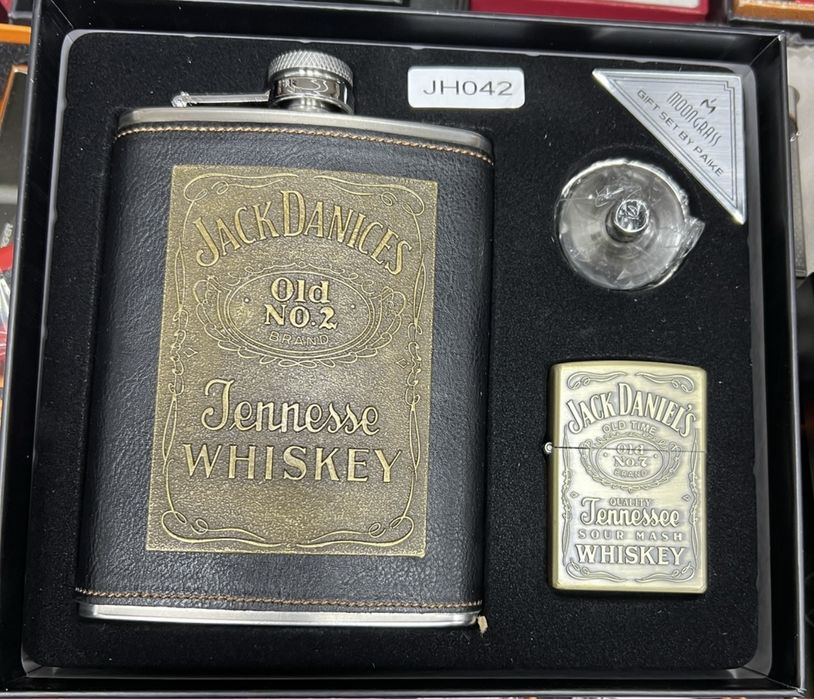 JH042
MOONGRASS
GIFT SET BY PAIKE
JACK DANICES
Old
NO.2
BRAND
Jennesse
WHISKEY
JACK DANIEL'S
OLD TIME
Old
NO.7
BRAND
QUALITY
Tennessee
SOUR MASH
WHISKEY